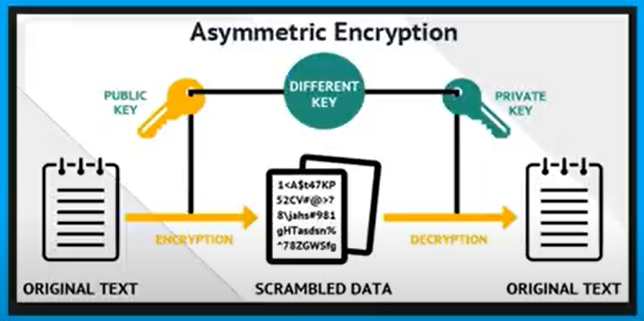 Asymmetric Encryption
PUBLIC
KEY
DIFFERENT
KEY
PRIVATE
KEY
1<A$t47KP
52CV#@>?
8\jahs#981
gHTasdsn%
^78ZGWSfg
ENCRYPTION
DECRYPTION
ORIGINAL TEXT
SCRAMBLED DATA
ORIGINAL TEXT